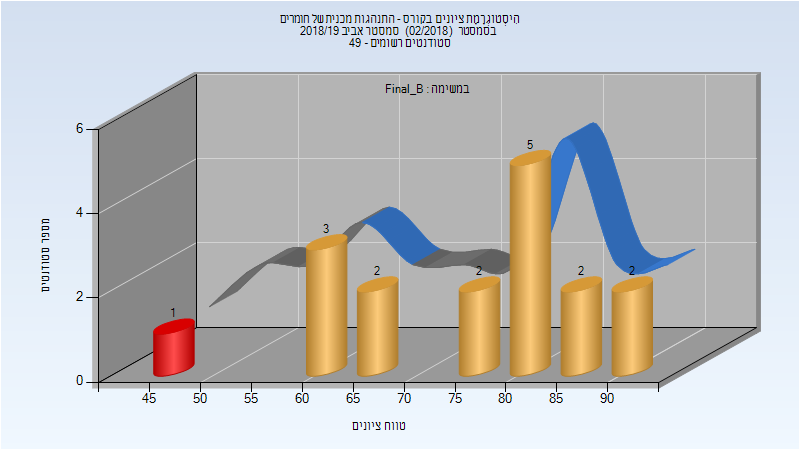 היסטוגרמת ציונים בקורס - התנהגות מכנית של חומרים
בסמסטר (02/2018) סמסטר אביב 2018/19
סטודנטים רשומים - 49
במשימה : Final_B
מספר סטודנטים
6
4
2
0
1
3
2
2
5
2
2
45 50 55 60 65 70 75 80 85 90
טווח ציונים